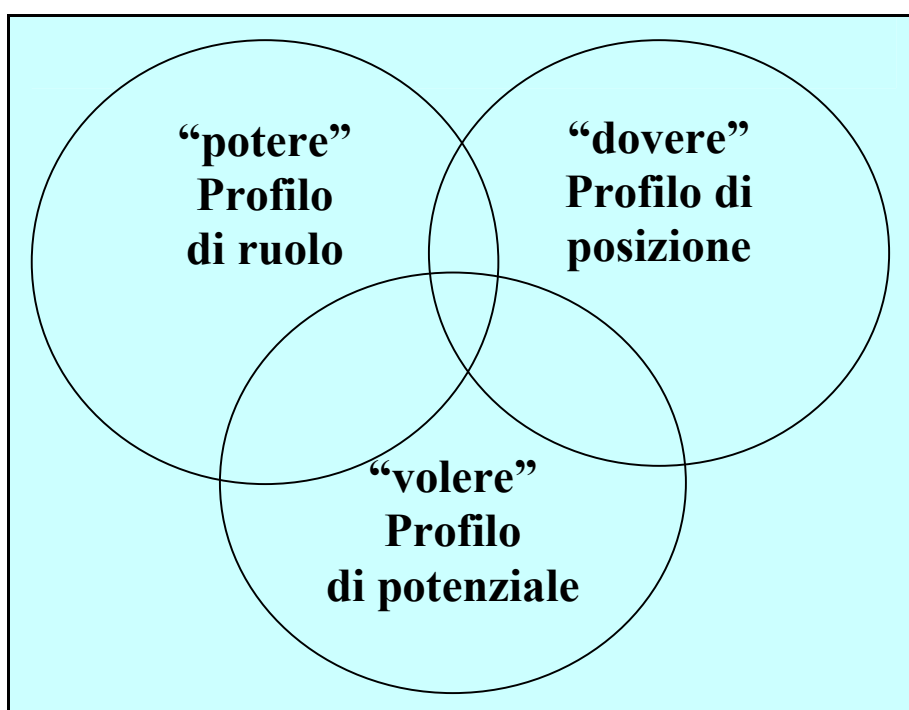 “potere”
Profilo
di ruolo
“dovere”
Profilo di
posizione
“volere”
Profilo
di potenziale